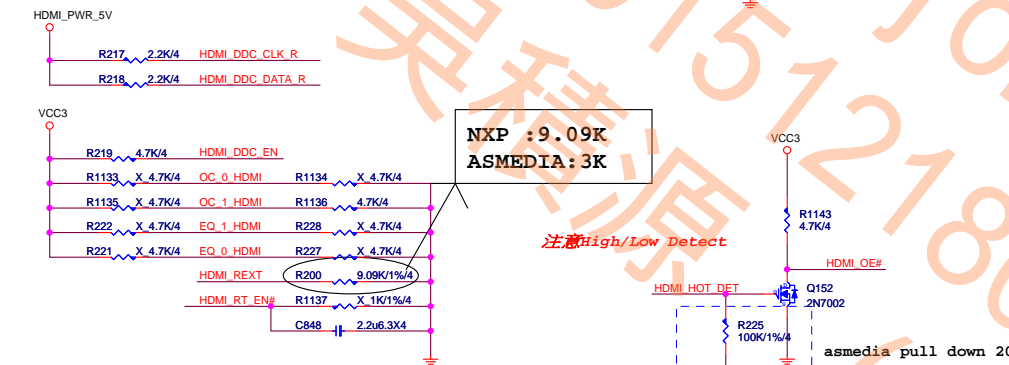 HDMI_PWR_5V
R217 2.2K/4 HDMI_DDC_CLK_R
R218 2.2K/4 HDMI_DDC_DATA_R
VCC3
R219 4.7K/4 HDMI_DDC_EN
R1133 X_4.7K/4 OC_0_HDMI R1134 X_4.7K/4
R1135 X_4.7K/4 OC_1_HDMI R1136 4.7K/4
R222 X_4.7K/4 EQ_1_HDMI R228 X_4.7K/4
R221 X_4.7K/4 EQ_0_HDMI R227 X_4.7K/4
HDMI_REXT R200 9.09K/1%/4
HDMI_RT_EN# R1137 X_1K/1%/4
C848 2.2u6.3X4
NXP :9.09K
ASMEDIA:3K
注意High/Low Detect
VCC3
R1143
4.7K/4
HDMI_OE#
HDMI_HOT_DET
Q152
2N7002
R225
100K/1%/4
asmedia pull down 20
吴積源